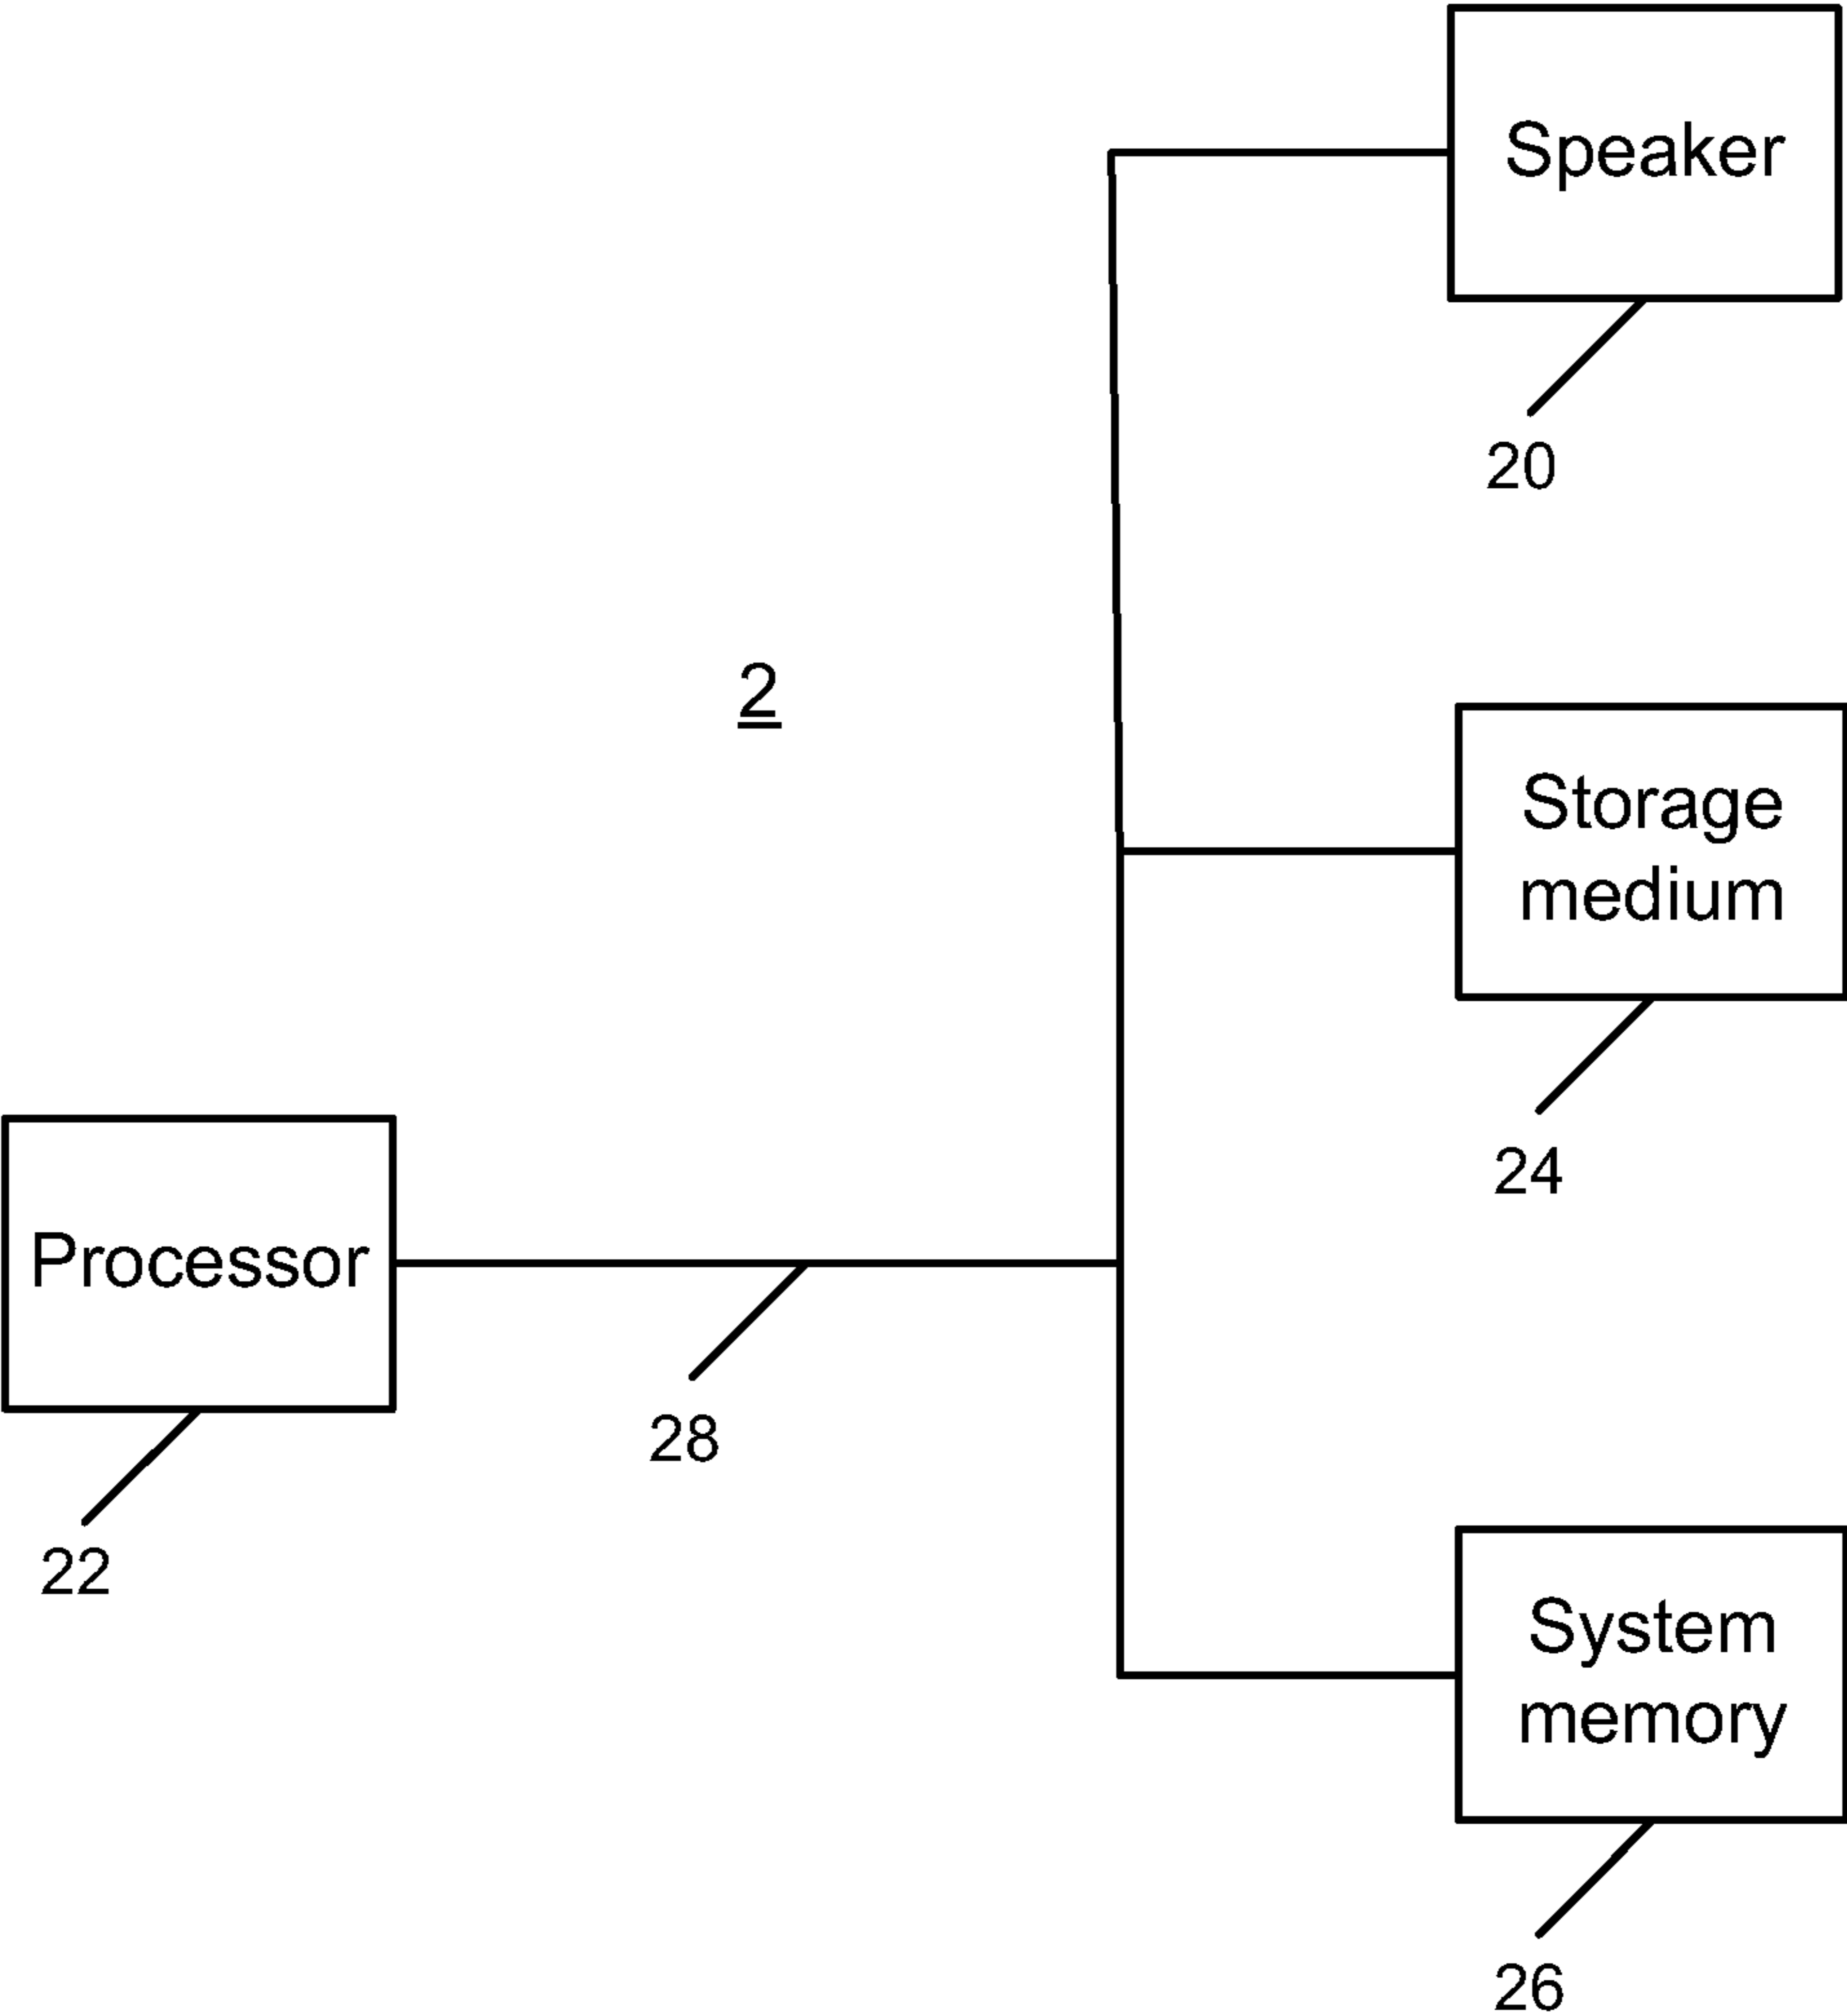 Speaker
20
2
Storage
medium
24
Processor
28
22
System
memory
26